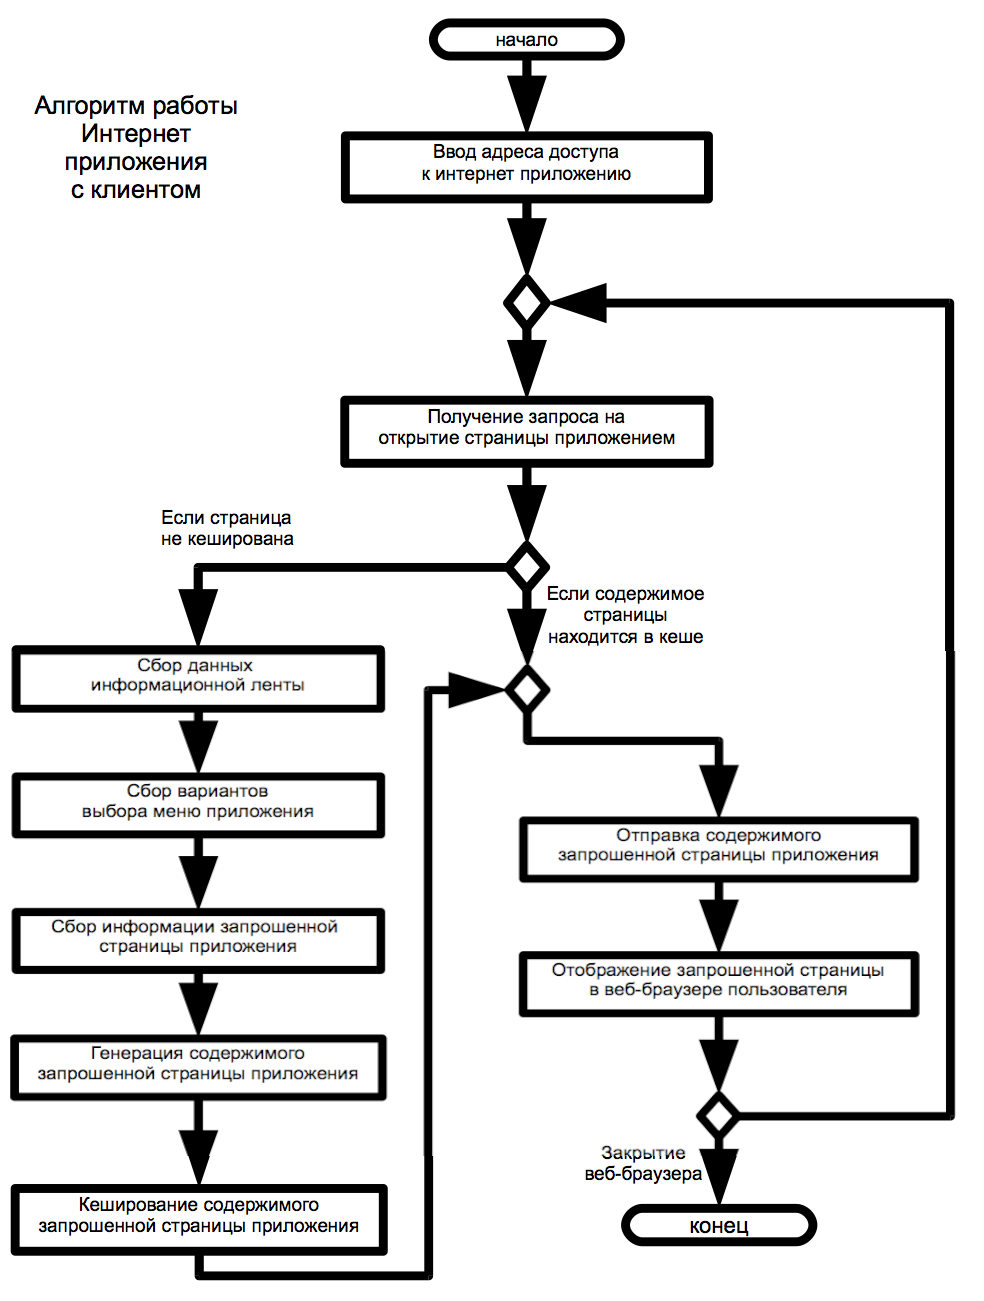 начало
Алгоритм работы
Интернет
приложения
с клиентом
Ввод адреса доступа
к интернет приложению
Получение запроса на
открытие страницы приложением
Если страница
не кеширована
Если содержимое
страницы
находится в кеше
Сбор данных
информационной ленты
Сбор вариантов
выбора меню приложения
Сбор информации запрошенной
страницы приложения
Генерация содержимого
запрошенной страницы приложения
Кеширование содержимого
запрошенной страницы приложения
Отправка содержимого
запрошенной страницы приложения
Отображение запрошенной страницы
в веб-браузере пользователя
Закрытие
веб-браузера
конец